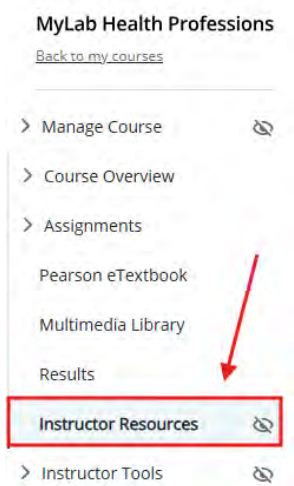 MyLab Health Professions
Back to my courses
Manage Course
Course Overview
Assignments
Pearson eTextbook
Multimedia Library
Results
Instructor Resources
Instructor Tools